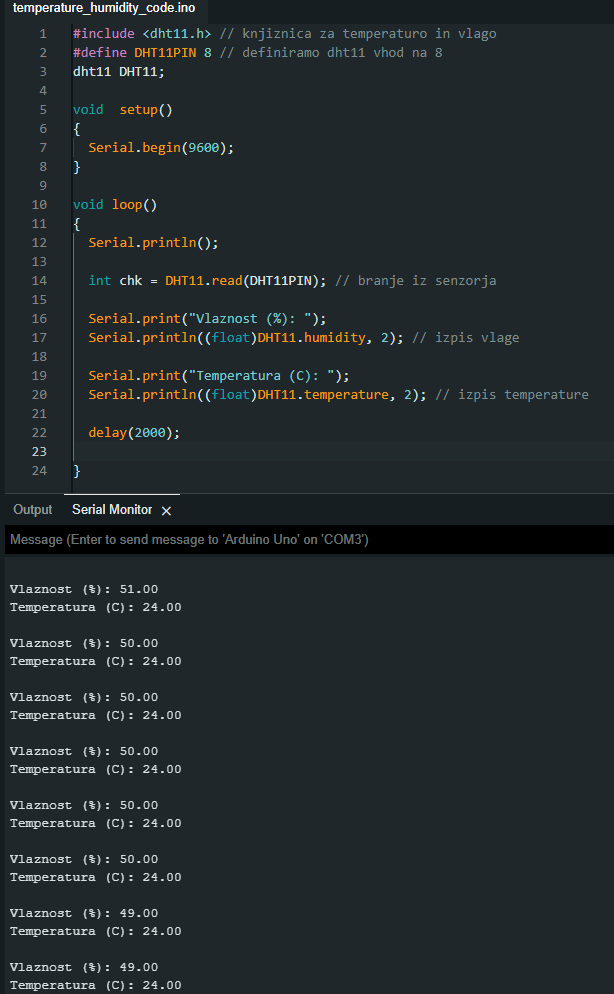 temperature_humidity_code.ino
1 #include <dht11.h> // knjiznica za temperaturo in vlago
2 #define DHT11PIN 8 // definiramo dht11 vhod na 8
3 dht11 DHT11;
4
5 void  setup()
6 {
7   Serial.begin(9600);
8 }
9
10 void loop()
11 {
12   Serial.println();
13
14   int chk = DHT11.read(DHT11PIN); // branje iz senzorja
15
16   Serial.print("Vlaznost (%): ");
17   Serial.println((float)DHT11.humidity, 2); // izpis vlage
18
19   Serial.print("Temperatura (C): ");
20   Serial.println((float)DHT11.temperature, 2); // izpis temperature
21
22   delay(2000);
23
24 }
Output Serial Monitor ×
Message (Enter to send message to 'Arduino Uno' on 'COM3')
Vlaznost (%): 51.00
Temperatura (C): 24.00
Vlaznost (%): 50.00
Temperatura (C): 24.00
Vlaznost (%): 50.00
Temperatura (C): 24.00
Vlaznost (%): 50.00
Temperatura (C): 24.00
Vlaznost (%): 50.00
Temperatura (C): 24.00
Vlaznost (%): 50.00
Temperatura (C): 24.00
Vlaznost (%): 49.00
Temperatura (C): 24.00
Vlaznost (%): 49.00
Temperatura (C): 24.00